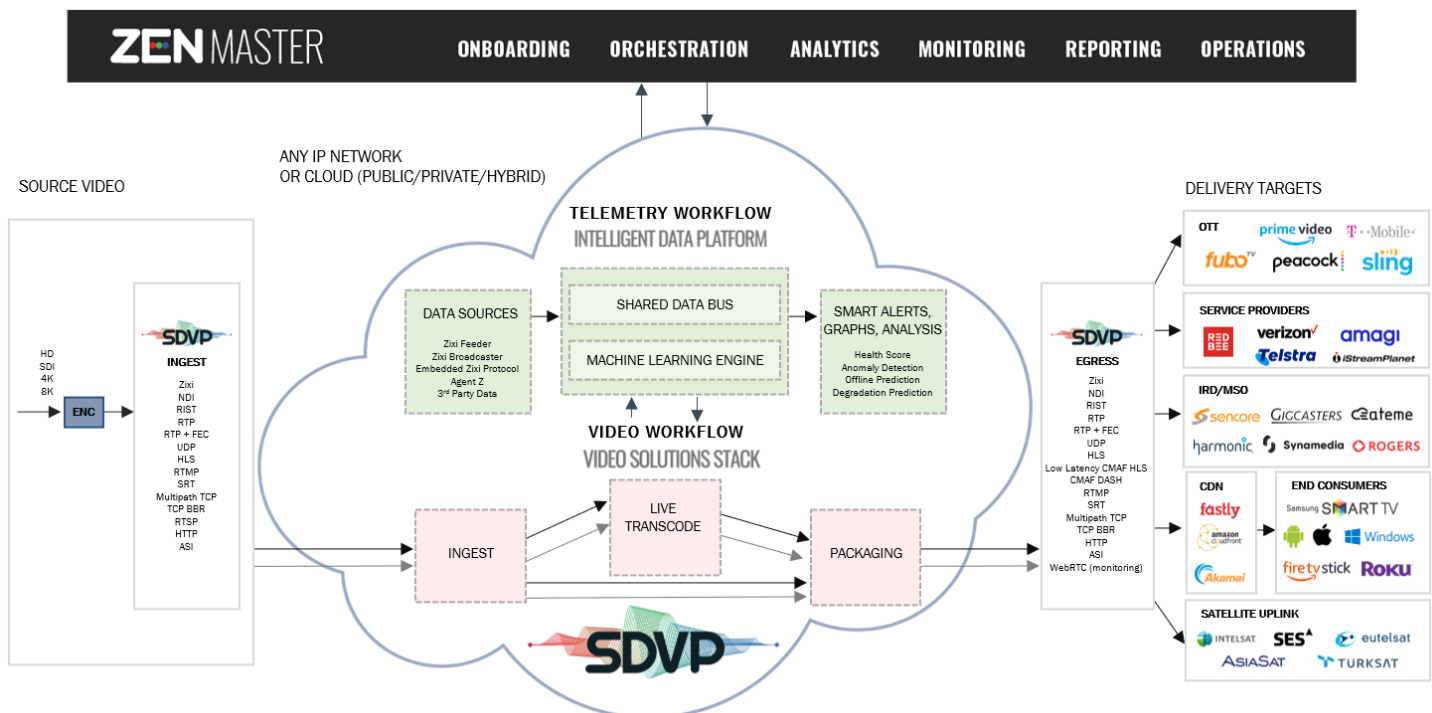 ZEN MASTER
ONBOARDING
ORCHESTRATION
ANALYTICS
MONITORING
REPORTING
OPERATIONS
ANY IP NETWORK
OR CLOUD (PUBLIC/PRIVATE/HYBRID)
SOURCE VIDEO
HD
SDI
4K
8K
ENC
SDVP
INGEST
Zixi
NDI
RIST
RTP
RTP + FEC
UDP
HLS
RTMP
SRT
Multipath TCP
TCP BBR
RTSP
HTTP
ASI
TELEMETRY WORKFLOW
INTELLIGENT DATA PLATFORM
DATA SOURCES
Zixi Feeder
Zixi Broadcaster
Embedded Zixi Protocol
Agent Z
3rd Party Data
SHARED DATA BUS
MACHINE LEARNING ENGINE
SMART ALERTS,
GRAPHS, ANALYSIS
Health Score
Anomaly Detection
Offline Prediction
Degradation Prediction
VIDEO WORKFLOW
VIDEO SOLUTIONS STACK
INGEST
LIVE
TRANSCODE
PACKAGING
SDVP
SDVP
EGRESS
Zixi
NDI
RIST
RTP
RTP + FEC
UDP
HLS
Low Latency CMAF HLS
CMAF DASH
RTMP
SRT
Multipath TCP
TCP BBR
HTTP
ASI
WebRTC (monitoring)
DELIVERY TARGETS
OTT
prime video
T-Mobile
fubo TV
peacock
sling
SERVICE PROVIDERS
RED
BEE
verizon
amagi
Telstra
iStreamPlanet
IRD/MSO
sencore
GIGCASTERS
ateme
harmonic
Synamedia
ROGERS
CDN
fastly
amazon
cloudfront
Akamai
END CONSUMERS
Samsung SMART TV
Windows
fire tv stick
ROKU
SATELLITE UPLINK
INTELSAT
SES
eutelsat
ASIASAT
TURKSAT